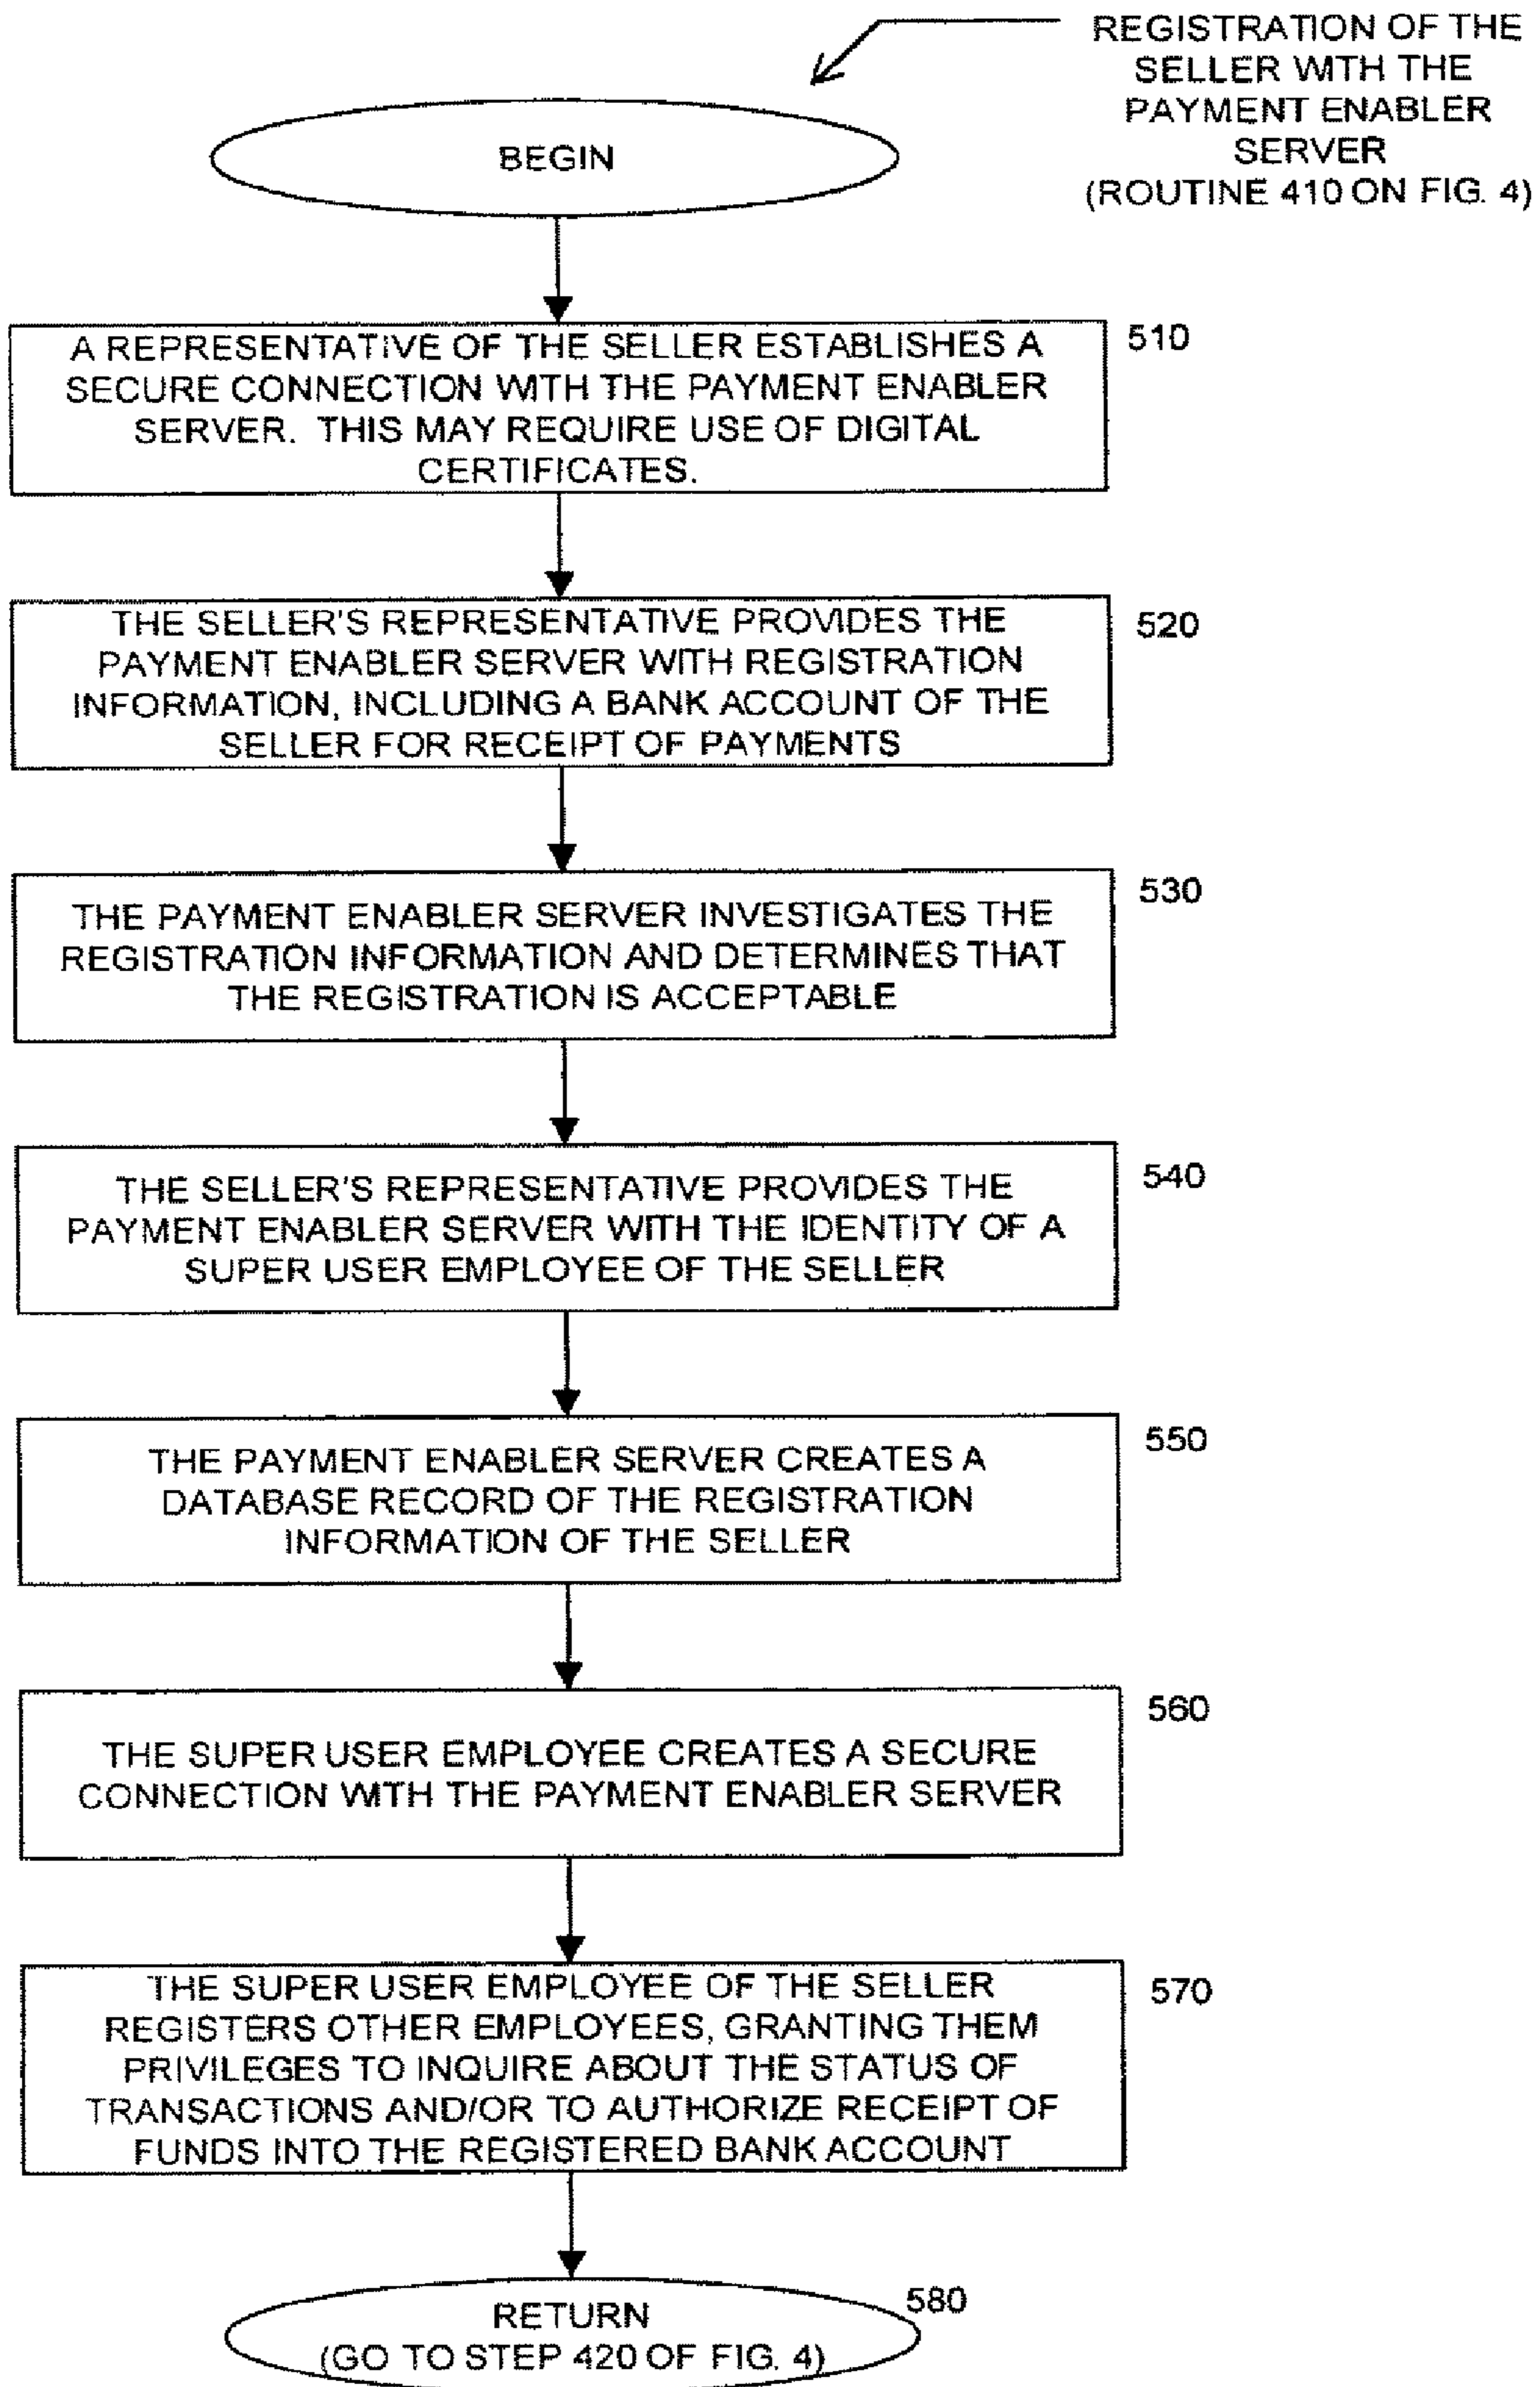 REGISTRATION OF THE
SELLER WITH THE
PAYMENT ENABLER
SERVER
(ROUTINE 410 ON FIG. 4)
BEGIN
510
A REPRESENTATIVE OF THE SELLER ESTABLISHES A
SECURE CONNECTION WITH THE PAYMENT ENABLER
SERVER. THIS MAY REQUIRE USE OF DIGITAL
CERTIFICATES.
520
THE SELLER'S REPRESENTATIVE PROVIDES THE
PAYMENT ENABLER SERVER WITH REGISTRATION
INFORMATION, INCLUDING A BANK ACCOUNT OF THE
SELLER FOR RECEIPT OF PAYMENTS
530
THE PAYMENT ENABLER SERVER INVESTIGATES THE
REGISTRATION INFORMATION AND DETERMINES THAT
THE REGISTRATION IS ACCEPTABLE
540
THE SELLER'S REPRESENTATIVE PROVIDES THE
PAYMENT ENABLER SERVER WITH THE IDENTITY OF A
SUPER USER EMPLOYEE OF THE SELLER
550
THE PAYMENT ENABLER SERVER CREATES A
DATABASE RECORD OF THE REGISTRATION
INFORMATION OF THE SELLER
560
THE SUPER USER EMPLOYEE CREATES A SECURE
CONNECTION WITH THE PAYMENT ENABLER SERVER
570
THE SUPER USER EMPLOYEE OF THE SELLER
REGISTERS OTHER EMPLOYEES, GRANTING THEM
PRIVILEGES TO INQUIRE ABOUT THE STATUS OF
TRANSACTIONS AND/OR TO AUTHORIZE RECEIPT OF
FUNDS INTO THE REGISTERED BANK ACCOUNT
580
RETURN
(GO TO STEP 420 OF FIG. 4)